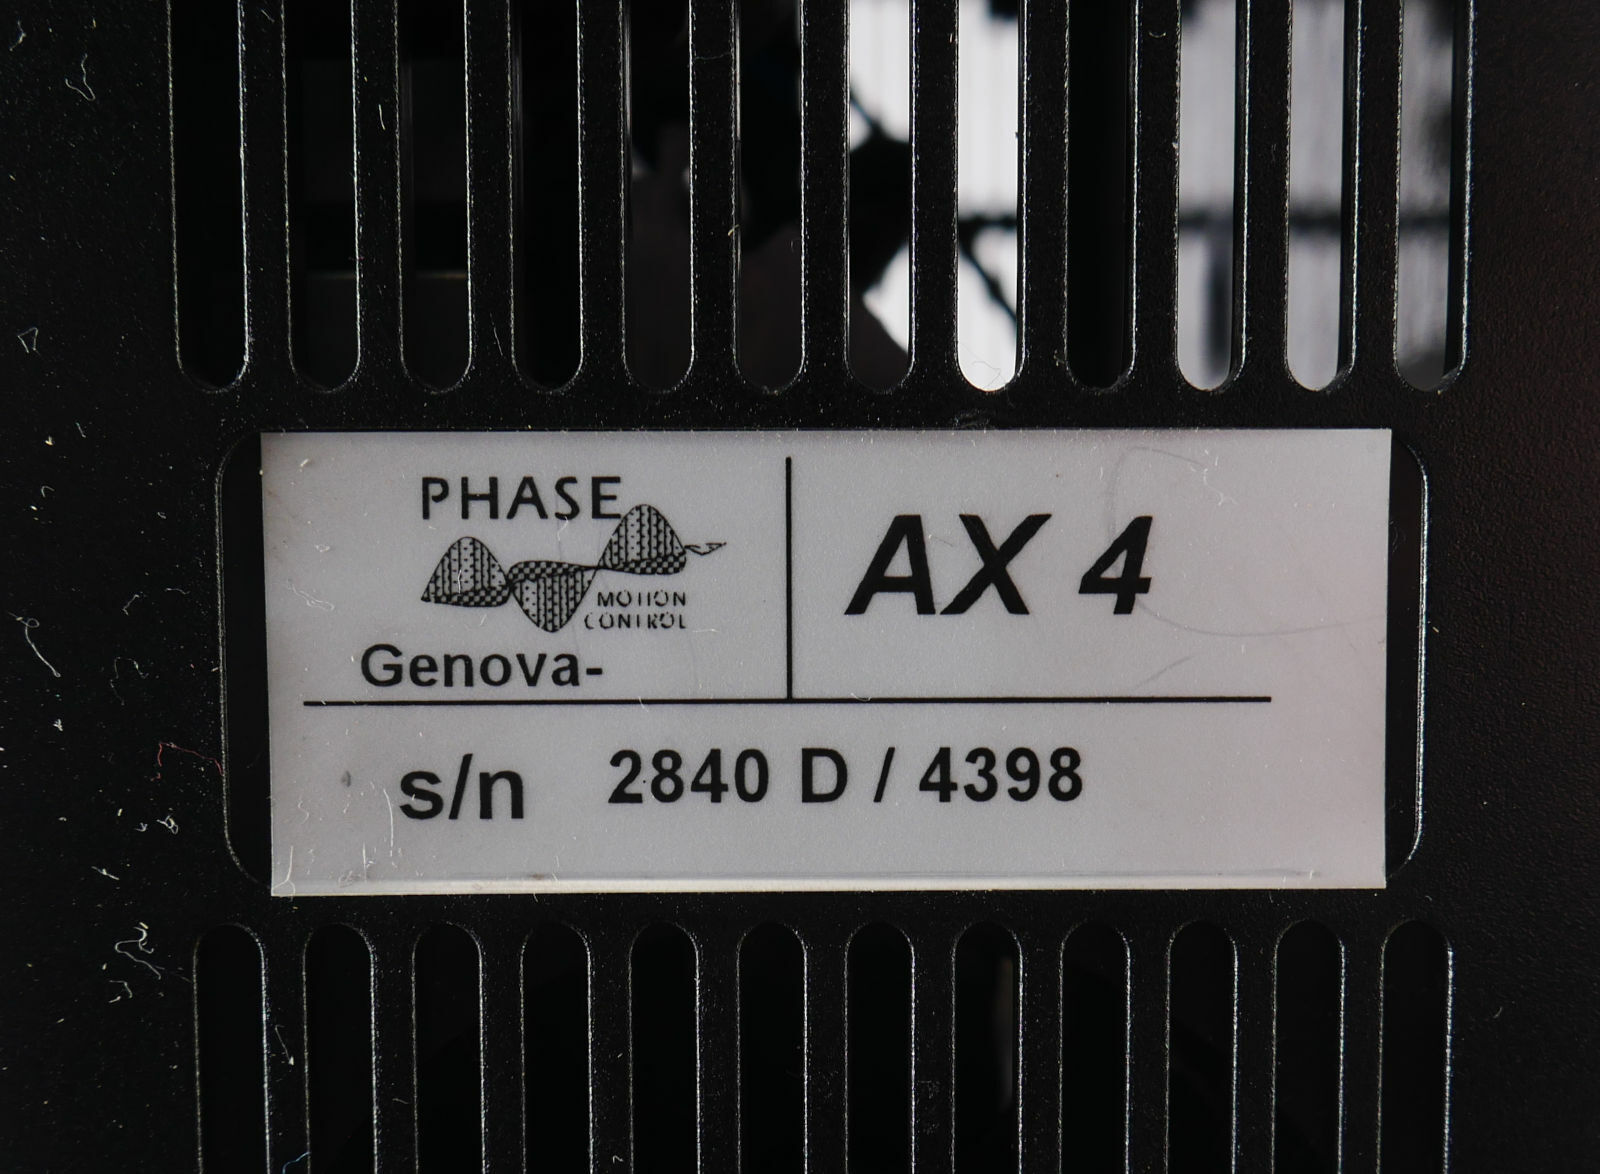 PHASE
MOTION
CONTROL
Genova-
AX 4
s/n 2840 D / 4398